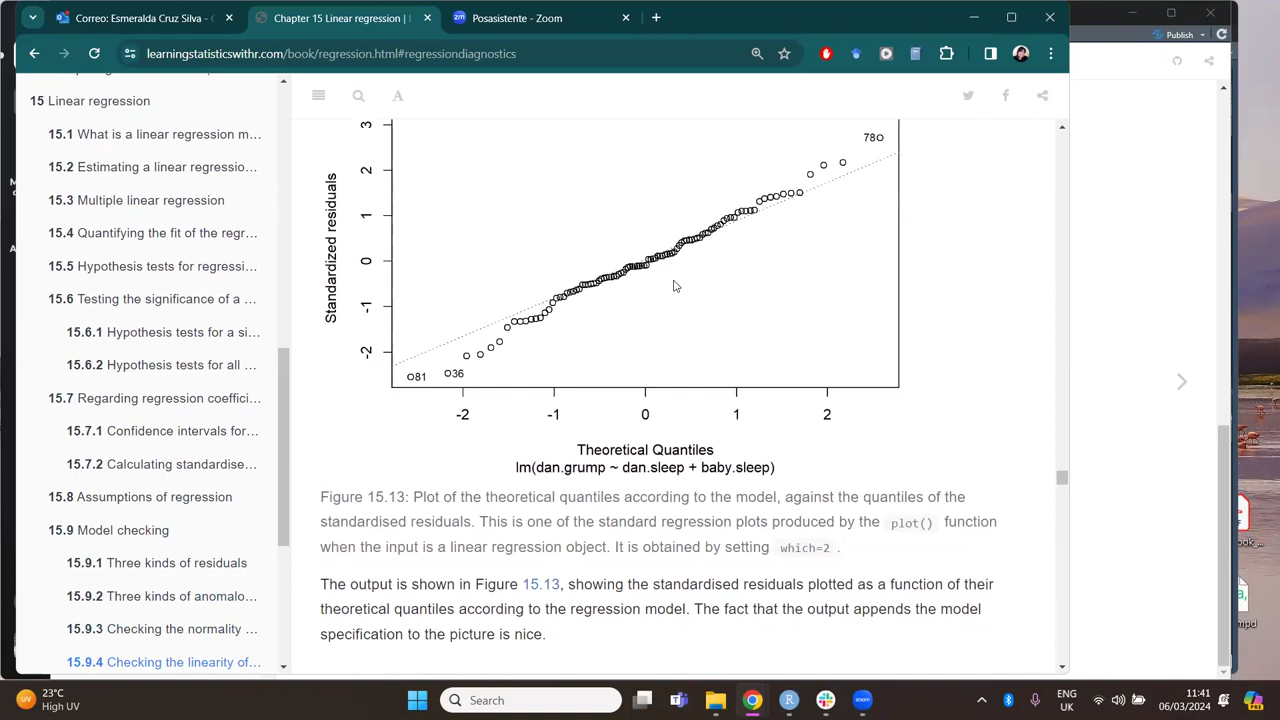 Correo: Esmeralda Cruz Silva -
Chapter 15 Linear regression |
Posasistente - Zoom
learningstatisticswithr.com/book/regression.html#regressiondiagnostics
Publish
15 Linear regression
15.1 What is a linear regression m...
15.2 Estimating a linear regressio...
15.3 Multiple linear regression
15.4 Quantifying the fit of the regr...
15.5 Hypothesis tests for regressi...
15.6 Testing the significance of a ...
15.6.1 Hypothesis tests for a si...
15.6.2 Hypothesis tests for all ...
15.7 Regarding regression coeffici...
15.7.1 Confidence intervals for...
15.7.2 Calculating standardise...
15.8 Assumptions of regression
15.9 Model checking
15.9.1 Three kinds of residuals
15.9.2 Three kinds of anomalo...
15.9.3 Checking the normality ...
15.9.4 Checking the linearity of...
Standardized residuals
3
2
1
0
-1
-2
78
81
36
-2 -1 0 1 2
Theoretical Quantiles
lm(dan.grump ~ dan.sleep + baby.sleep)
Figure 15.13: Plot of the theoretical quantiles according to the model, against the quantiles of the
standardised residuals. This is one of the standard regression plots produced by the plot() function
when the input is a linear regression object. It is obtained by setting which=2 .
The output is shown in Figure 15.13, showing the standardised residuals plotted as a function of their
theoretical quantiles according to the regression model. The fact that the output appends the model
specification to the picture is nice.
23°C
High UV
Search
ENG
UK
11:41
06/03/2024